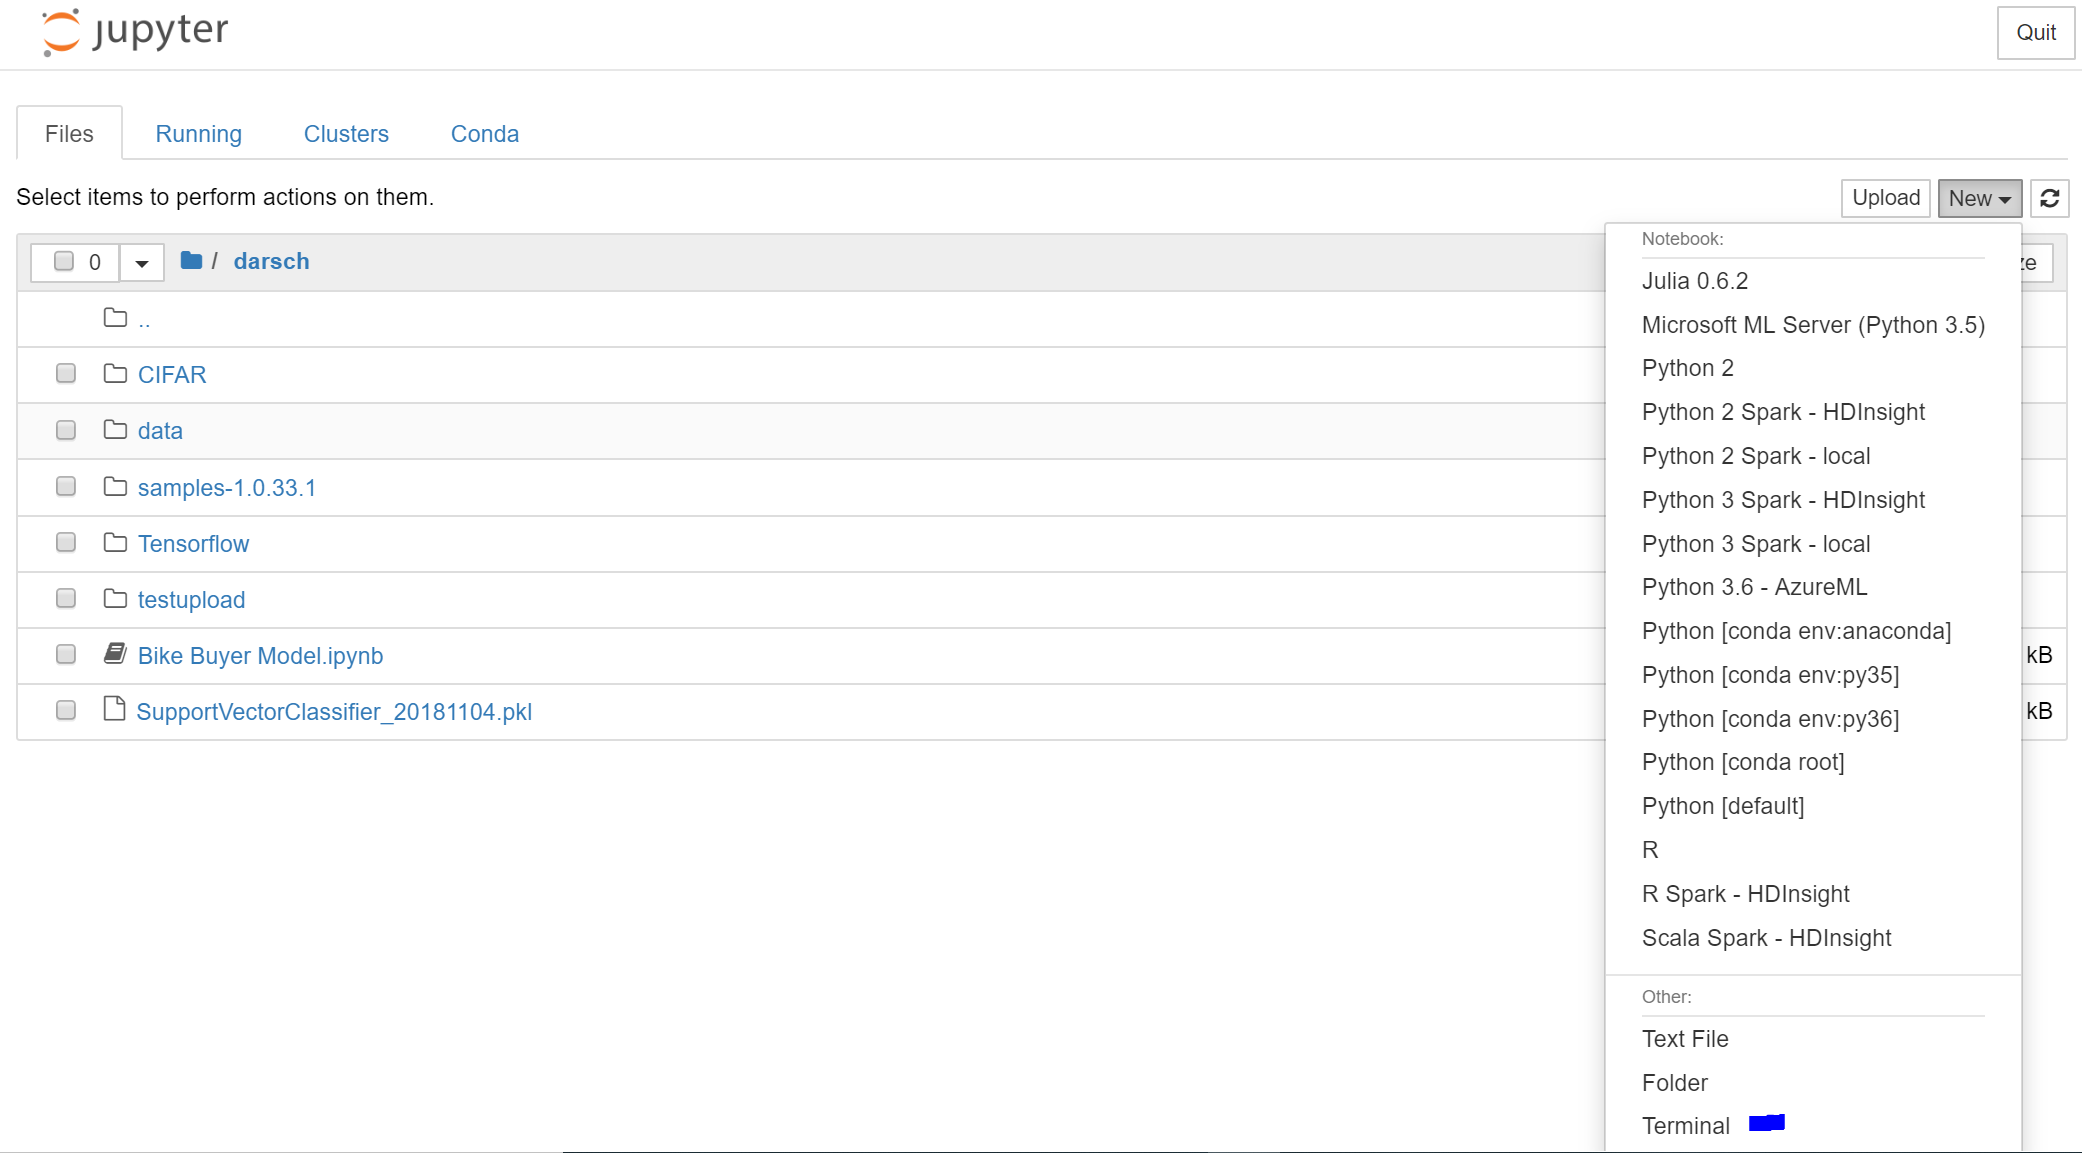 jupyter
Quit
Files Running Clusters Conda
Select items to perform actions on them.
Upload New
0 / darsch
..
CIFAR
data
samples-1.0.33.1
Tensorflow
testupload
Bike Buyer Model.ipynb kB
SupportVectorClassifier_20181104.pkl kB
Notebook:
Julia 0.6.2
Microsoft ML Server (Python 3.5)
Python 2
Python 2 Spark - HDInsight
Python 2 Spark - local
Python 3 Spark - HDInsight
Python 3 Spark - local
Python 3.6 - AzureML
Python [conda env:anaconda]
Python [conda env:py35]
Python [conda env:py36]
Python [conda root]
Python [default]
R
R Spark - HDInsight
Scala Spark - HDInsight
Other:
Text File
Folder
Terminal